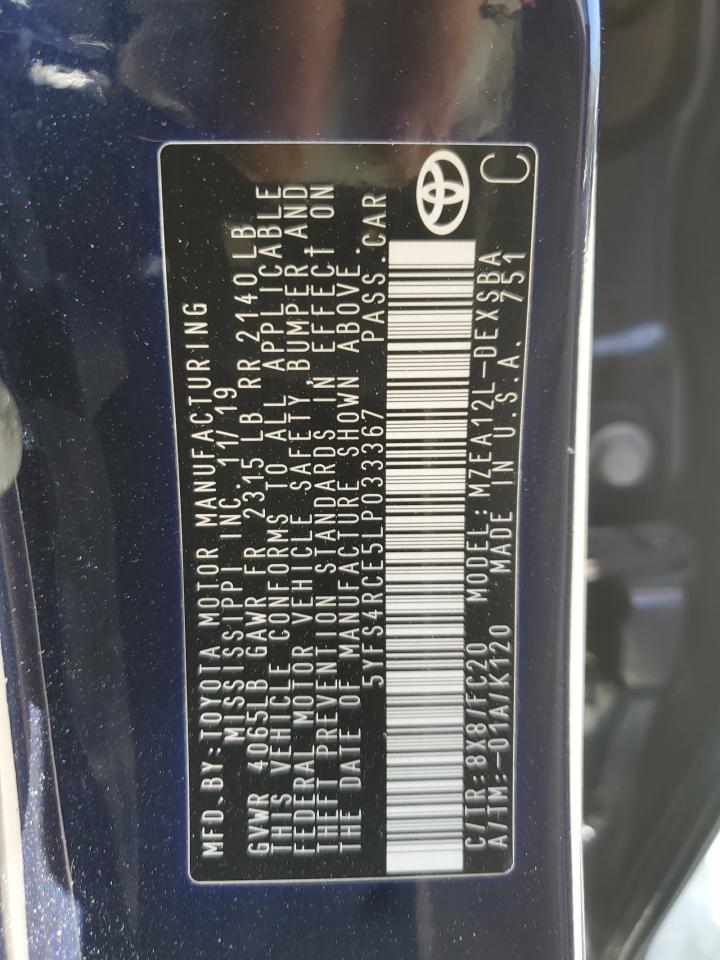 MFD.BY:TOYOTA MOTOR MANUFACTURING
MISSISSIPPI INC.11/19
GVWR 4065LB GAWR FR 2315 LB RR 2140 LB
THIS VEHICLE CONFORMS TO ALL APPLICABLE
FEDERAL MOTOR VEHICLE SAFETY, BUMPER AND
THEFT PREVENTION STANDARDS IN EFFECT ON
THE DATE OF MANUFACTURE SHOWN ABOVE.
5YFS4RCE5LP033367 PASS.CAR
C/TR:8X8/FC20 MODEL:MZEA12L-DEXSBA
A/TM:-01A/K120 MADE IN U.S.A. 751
C